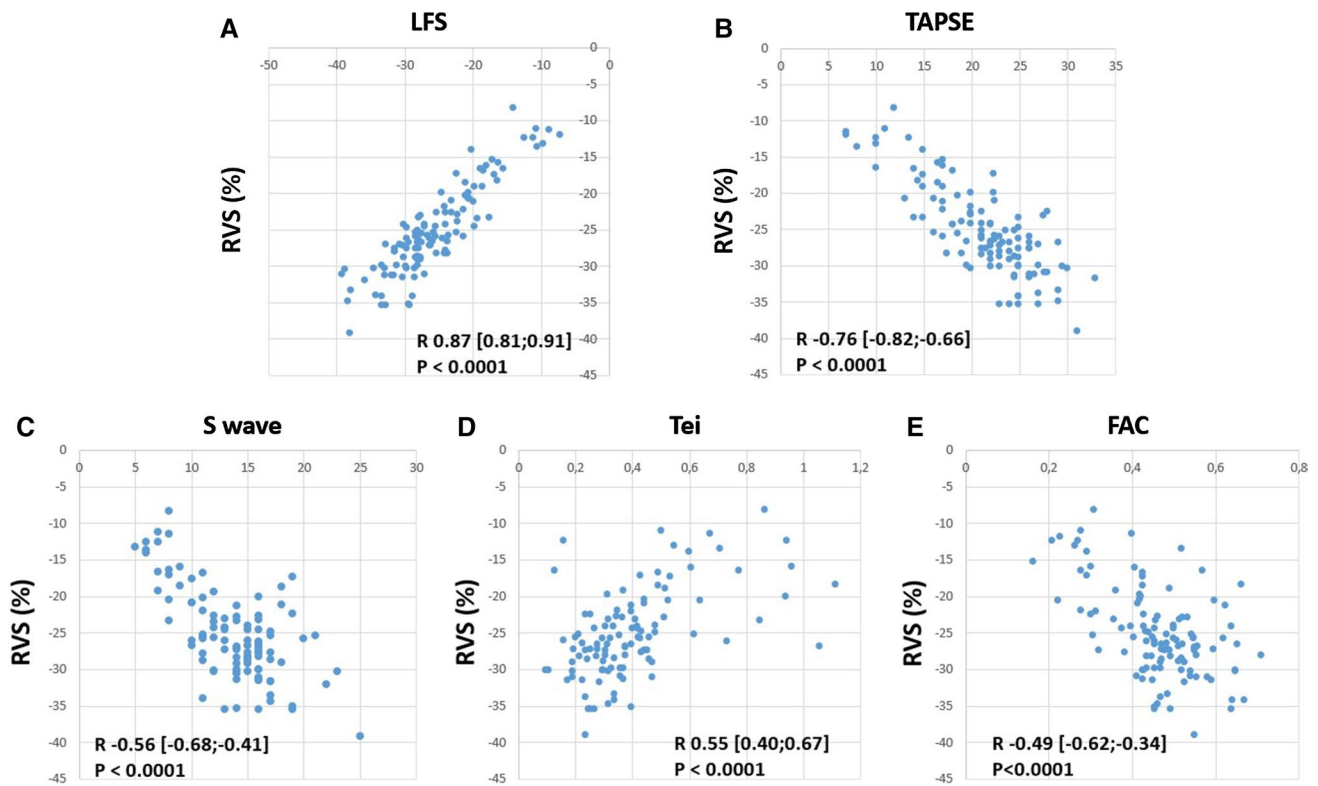 A
LFS
-50 -40 -30 -20 -10 0
0
-5
-10
-15
-20
-25
-30
-35
-40
-45
RVS (%)
R 0.87 [0.81;0.91]
P < 0.0001
B
TAPSE
0 5 10 15 20 25 30 35
0
-5
-10
-15
-20
-25
-30
-35
-40
-45
RVS (%)
R -0.76 [-0.82;-0.66]
P < 0.0001
C
S wave
0 5 10 15 20 25 30
0
-5
-10
-15
-20
-25
-30
-35
-40
-45
RVS (%)
R -0.56 [-0.68;-0.41]
P < 0.0001
D
Tei
0 0,2 0,4 0,6 0,8 1 1,2
0
-5
-10
-15
-20
-25
-30
-35
-40
-45
RVS (%)
R 0.55 [0.40;0.67]
P < 0.0001
E
FAC
0 0,2 0,4 0,6 0,8
0
-5
-10
-15
-20
-25
-30
-35
-40
-45
RVS (%)
R -0.49 [-0.62;-0.34]
P<0.0001